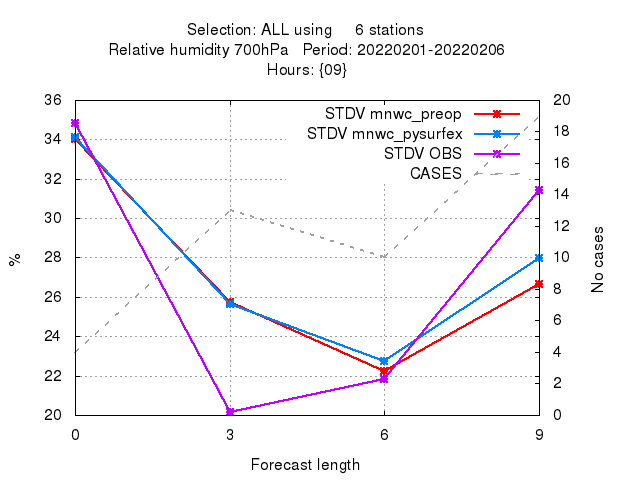 Selection: ALL using 6 stations
Relative humidity 700hPa Period: 20220201-20220206
Hours: {09}
STDV mnwc_preop
STDV mnwc_pysurfex
STDV OBS
CASES
36
34
32
30
28
26
24
22
20
%
20
18
16
14
12
10
8
6
4
2
0
No cases
0 3 6 9
Forecast length